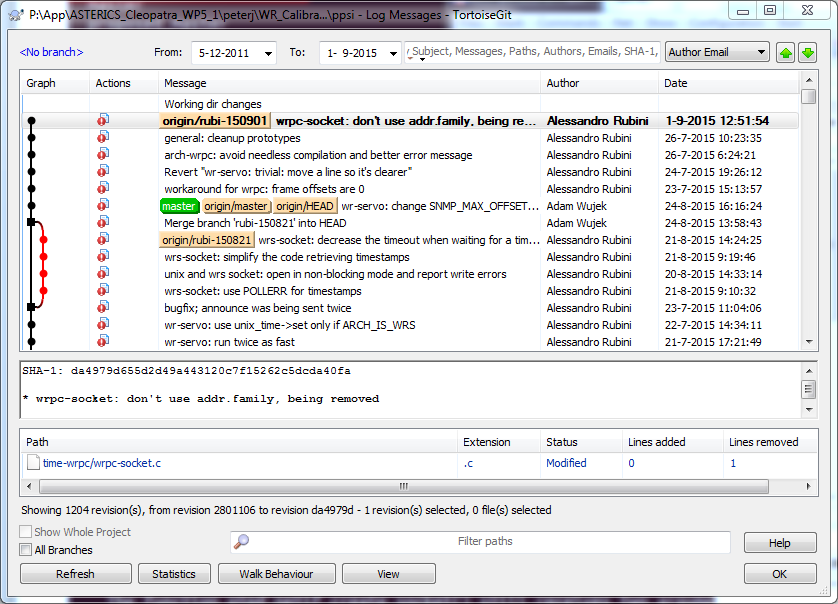 P:\App\ASTERICS_Cleopatra_WP5_1\peterj\WR_Calibra...\ppsi - Log Messages - TortoiseGit
<No branch> From: 5-12-2011 To: 1- 9-2015 Subject, Messages, Paths, Authors, Emails, SHA-1, Author Email
Graph Actions Message Author Date
Working dir changes
origin/rubi-150901 wrpc-socket: don't use addr.family, being re... Alessandro Rubini 1-9-2015 12:51:54
general: cleanup prototypes Alessandro Rubini 26-7-2015 10:23:35
arch-wrpc: avoid needless compilation and better error message Alessandro Rubini 26-7-2015 6:24:21
Revert "wr-servo: trivial: move a line so it's clearer" Alessandro Rubini 24-7-2015 19:26:12
workaround for wrpc: frame offsets are 0 Alessandro Rubini 23-7-2015 15:13:57
master origin/master origin/HEAD wr-servo: change SNMP_MAX_OFFSET... Adam Wujek 24-8-2015 16:16:24
Merge branch 'rubi-150821' into HEAD Adam Wujek 24-8-2015 13:58:43
origin/rubi-150821 wrs-socket: decrease the timeout when waiting for a tim... Alessandro Rubini 21-8-2015 14:24:25
wrs-socket: simplify the code retrieving timestamps Alessandro Rubini 21-8-2015 9:19:46
unix and wrs socket: open in non-blocking mode and report write errors Alessandro Rubini 20-8-2015 14:33:14
wrs-socket: use POLLERR for timestamps Alessandro Rubini 21-8-2015 9:10:32
bugfix; announce was being sent twice Alessandro Rubini 23-7-2015 11:04:06
wr-servo: use unix_time->set only if ARCH_IS_WRS Alessandro Rubini 22-7-2015 14:34:11
wr-servo: run twice as fast Alessandro Rubini 21-7-2015 17:21:49
SHA-1: da4979d655d2d49a443120c7f15262c5dcda40fa
* wrpc-socket: don't use addr.family, being removed
Path Extension Status Lines added Lines removed
time-wrpc/wrpc-socket.c .c Modified 0 1
Showing 1204 revision(s), from revision 2801106 to revision da4979d - 1 revision(s) selected, 0 file(s) selected
Show Whole Project
All Branches
Filter paths
Help
Refresh Statistics Walk Behaviour View OK